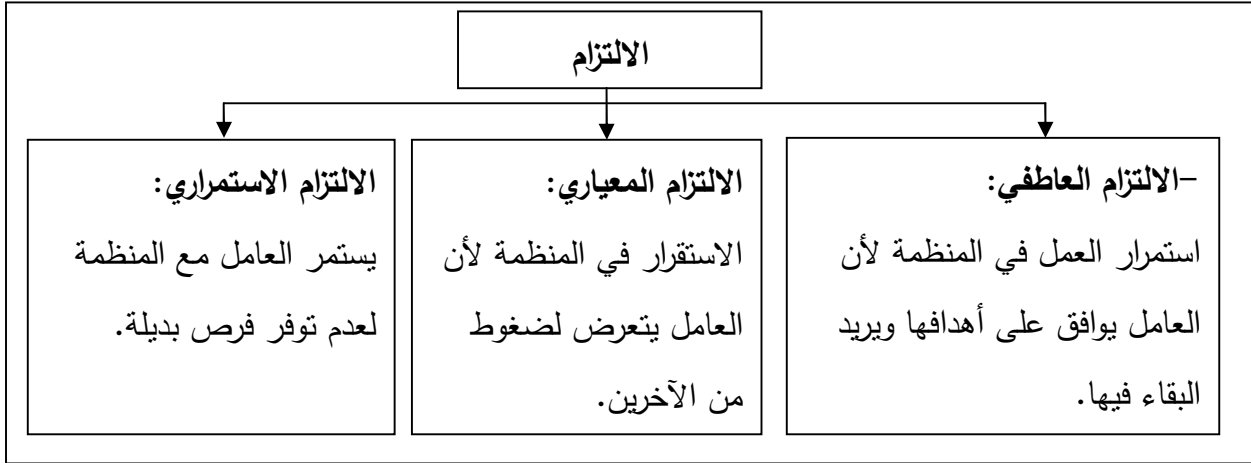 الالتزام
-الالتزام العاطفي:
استمرار العمل في المنظمة لأن
العامل يوافق على أهدافها ويريد
البقاء فيها.
الالتزام المعياري:
الاستقرار في المنظمة لأن
العامل يتعرض لضغوط
من الآخرين.
الالتزام الاستمراري:
يستمر العامل مع المنظمة
لعدم توفر فرص بديلة.